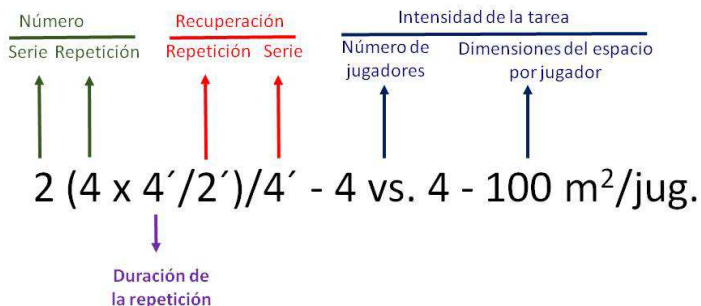 Número Recuperación Intensidad de la tarea
Serie Repetición Repetición Serie Número de jugadores Dimensiones del espacio por jugador
2 (4 x 4´/2´)/4´ - 4 vs. 4 - 100 m²/jug.
Duración de
la repetición